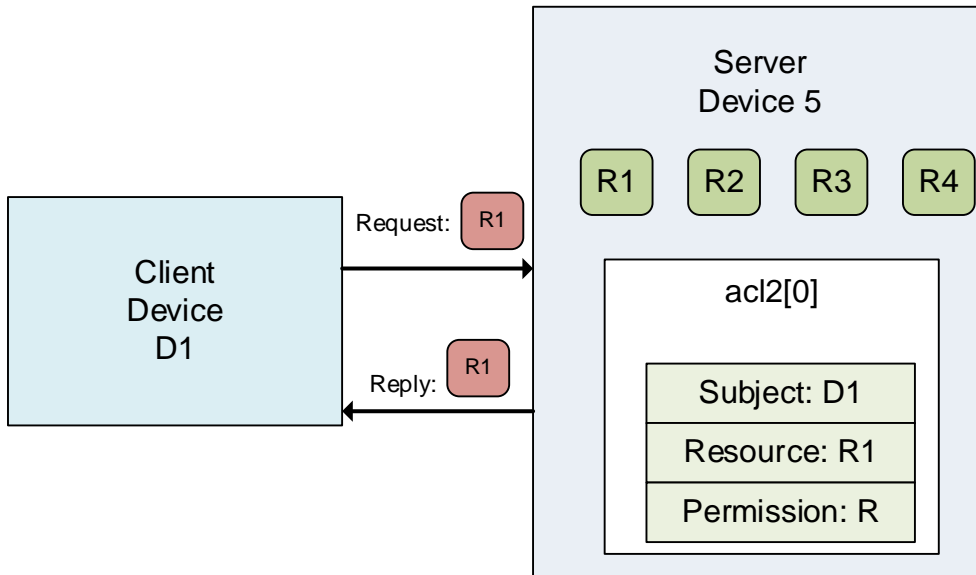 Server
Device 5
R1 R2 R3 R4
Request: R1
Client
Device
D1
acl2[0]
Reply: R1
Subject: D1
Resource: R1
Permission: R